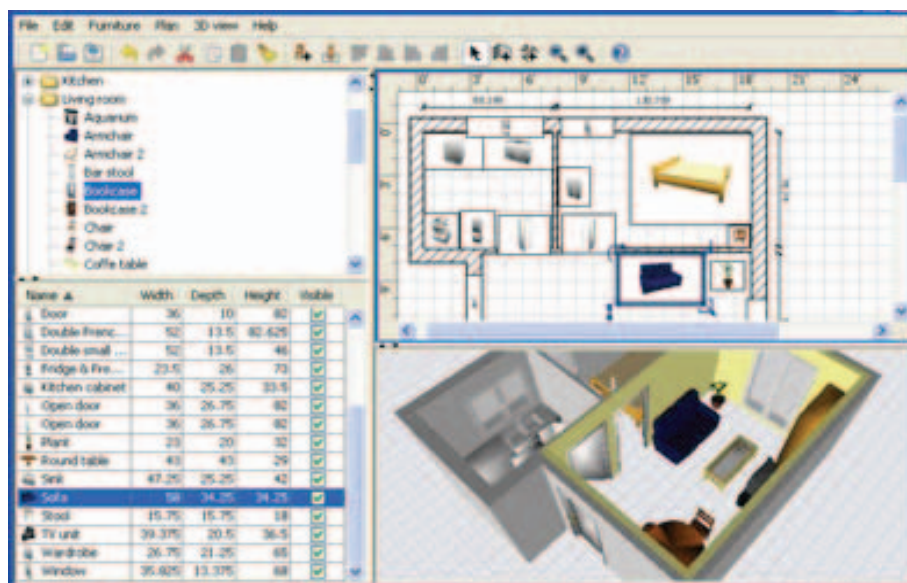 File Edit Furniture Plan 3D view Help
Kitchen
Living room
Aquarium
Armchair
Armchair 2
Bar stool
Bookcase
Bookcase 2
Chair
Chair 2
Coffe table
Name Width Depth Height Visible
Door 36 10 82
Double Frenc... 52 13.5 82.625
Double small ... 52 13.5 46
Fridge & Fre... 23.5 26 73
Kitchen cabinet 40 25.25 33.5
Open door 36 26.75 82
Open door 36 26.75 82
Plant 23 20 32
Round table 43 43 29
Sink 47.25 25.25 42
Sofa 58 34.25 34.25
Stool 15.75 15.75 18
TV unit 39.375 20.5 36.5
Wardrobe 26.75 21.25 65
Window 35.825 13.375 68
0' 3' 6' 9' 12' 15' 18' 21' 24'